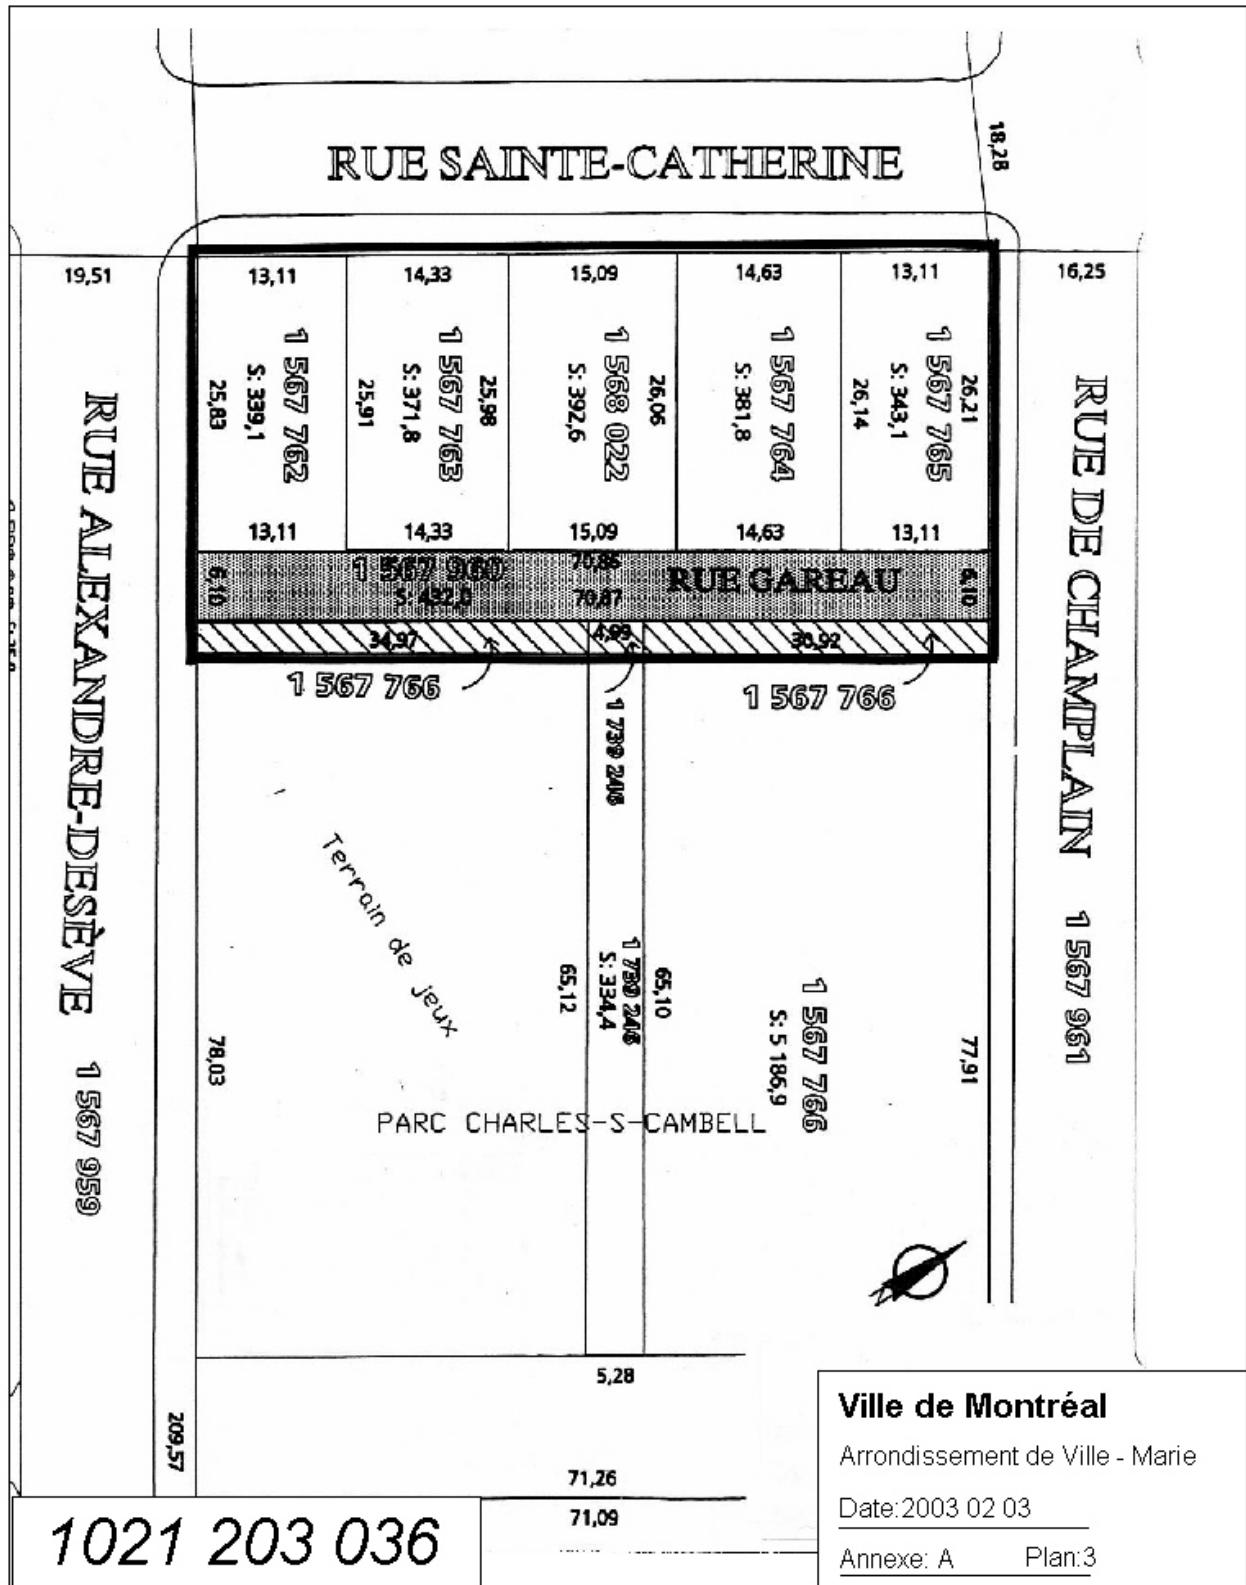 18,28
RUE SAINTE-CATHERINE
19,51
13,11
14,33
15,09
14,63
13,11
16,25
25,83
S: 339,1
1 567 762
25,91
S: 371,8
1 567 763
25,98
S: 392,6
1 568 022
26,06
S: 381,8
1 567 764
26,14
S: 343,1
1 567 765
26,21
13,11
14,33
15,09
14,63
13,11
6,10
1 567 960
S: 432,0
70,86
70,87
RUE GAREAU
6,10
34,97
4,99
30,92
1 567 766
1 739 246
1 567 766
RUE ALEXANDRE-DESÈVE 1 567 959
RUE DE CHAMPLAIN 1 567 961
Terrain de jeux
65,12
S: 334,4
1 739 246
65,10
S: 5 186,9
1 567 766
78,03
77,91
PARC CHARLES-S-CAMBELL
5,28
209,57
71,26
71,09
1021 203 036
Ville de Montréal
Arrondissement de Ville - Marie
Date:2003 02 03
Annexe: A Plan:3